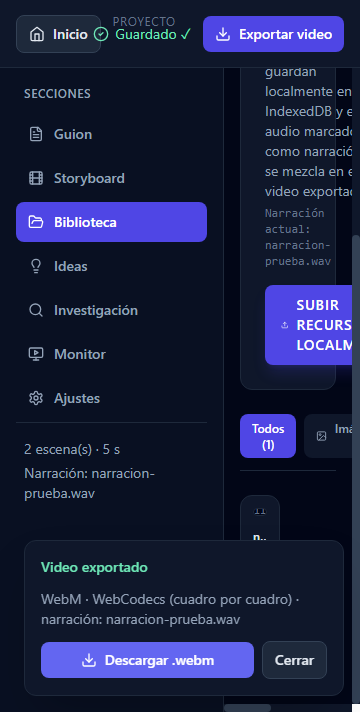 Inicio
PROYECTO
Guardado ✓
Exportar video
SECCIONES
Guion
Storyboard
Biblioteca
Ideas
Investigación
Monitor
Ajustes
2 escena(s) · 5 s
Narración: narracion-
prueba.wav
guardan
localmente en
IndexedDB y e
audio marcado
como narració
se mezcla en e
video exportad
Narración
actual:
narracion-
prueba.wav
SUBIR
RECURS
LOCALM
Todos
(1)
Imá
n..
Video exportado
WebM · WebCodecs (cuadro por cuadro) ·
narración: narracion-prueba.wav
Descargar .webm
Cerrar